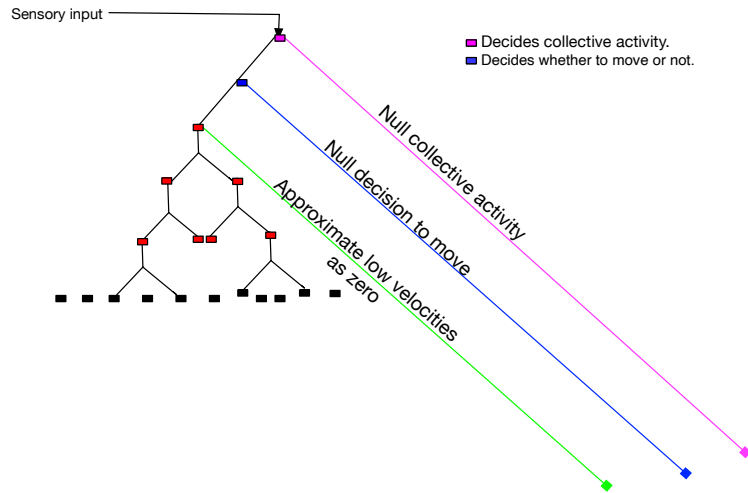 Sensory input
Decides collective activity.
Decides whether to move or not.
Null collective activity
Null decision to move
Approximate low velocities
as zero